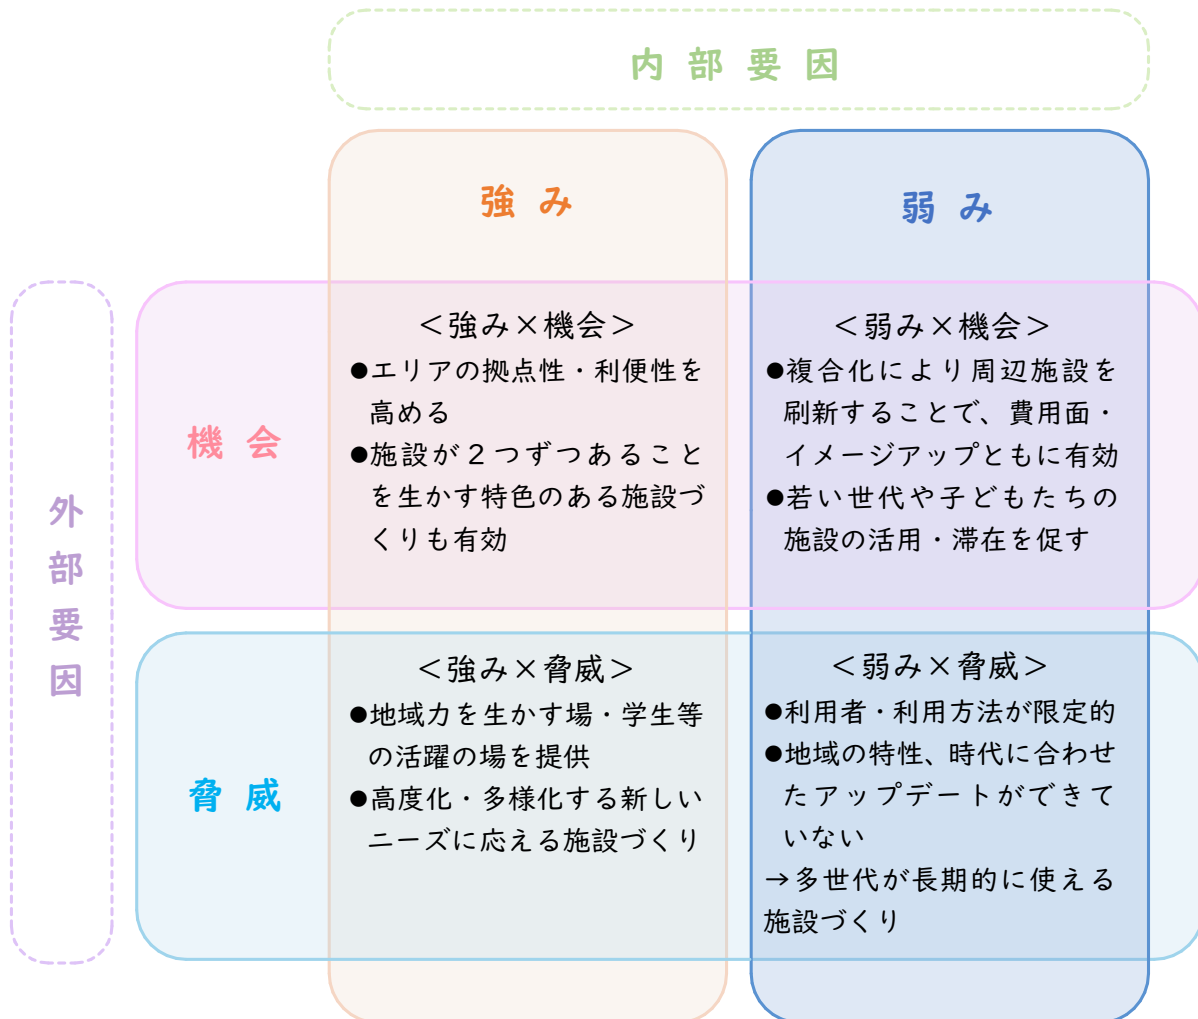 内部要因
強み
弱み
外部要因
機会
＜強み×機会＞
●エリアの拠点性・利便性を
高める
●施設が２つずつあること
を生かす特色のある施設づ
くりも有効
＜弱み×機会＞
●複合化により周辺施設を
刷新することで、費用面・
イメージアップともに有効
●若い世代や子どもたちの
施設の活用・滞在を促す
脅威
＜強み×脅威＞
●地域力を生かす場・学生等
の活躍の場を提供
●高度化・多様化する新しい
ニーズに応える施設づくり
＜弱み×脅威＞
●利用者・利用方法が限定的
●地域の特性、時代に合わせ
たアップデートができて
いない
→多世代が長期的に使える
施設づくり